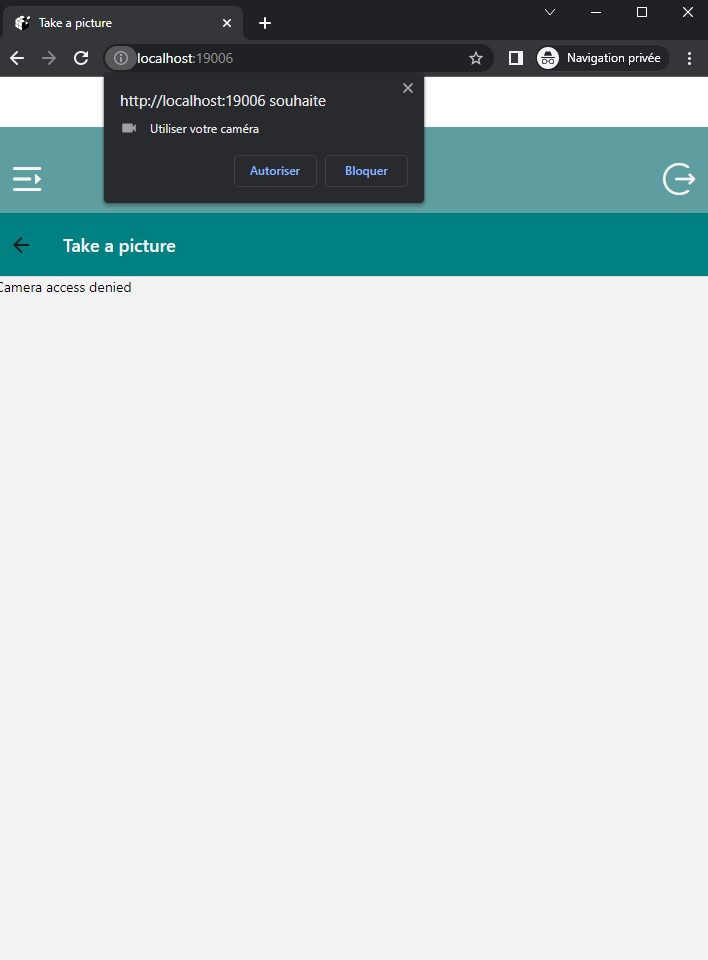 Take a picture
localhost:19006
Navigation privée
http://localhost:19006 souhaite
Utiliser votre caméra
Autoriser
Bloquer
Take a picture
Camera access denied